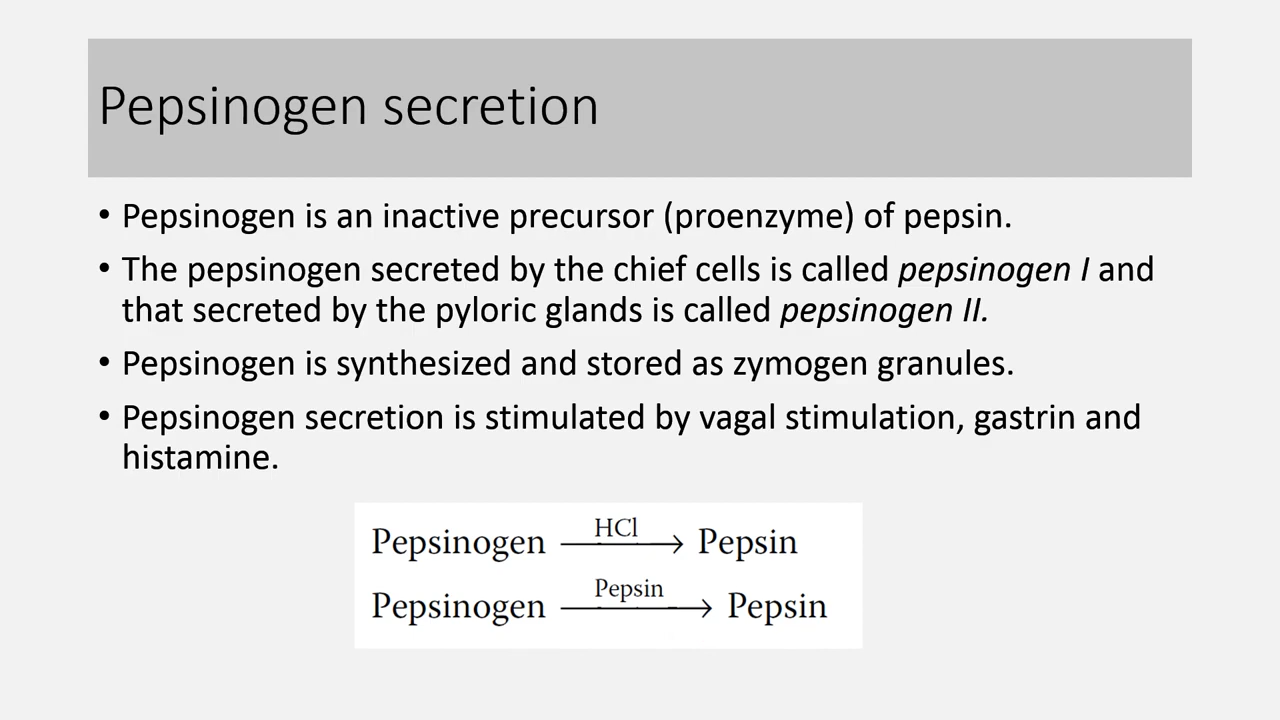 Pepsinogen secretion
• Pepsinogen is an inactive precursor (proenzyme) of pepsin.
• The pepsinogen secreted by the chief cells is called pepsinogen I and
that secreted by the pyloric glands is called pepsinogen II.
• Pepsinogen is synthesized and stored as zymogen granules.
• Pepsinogen secretion is stimulated by vagal stimulation, gastrin and
histamine.
HCl
Pepsinogen ⟶ Pepsin
Pepsin
Pepsinogen ⟶ Pepsin